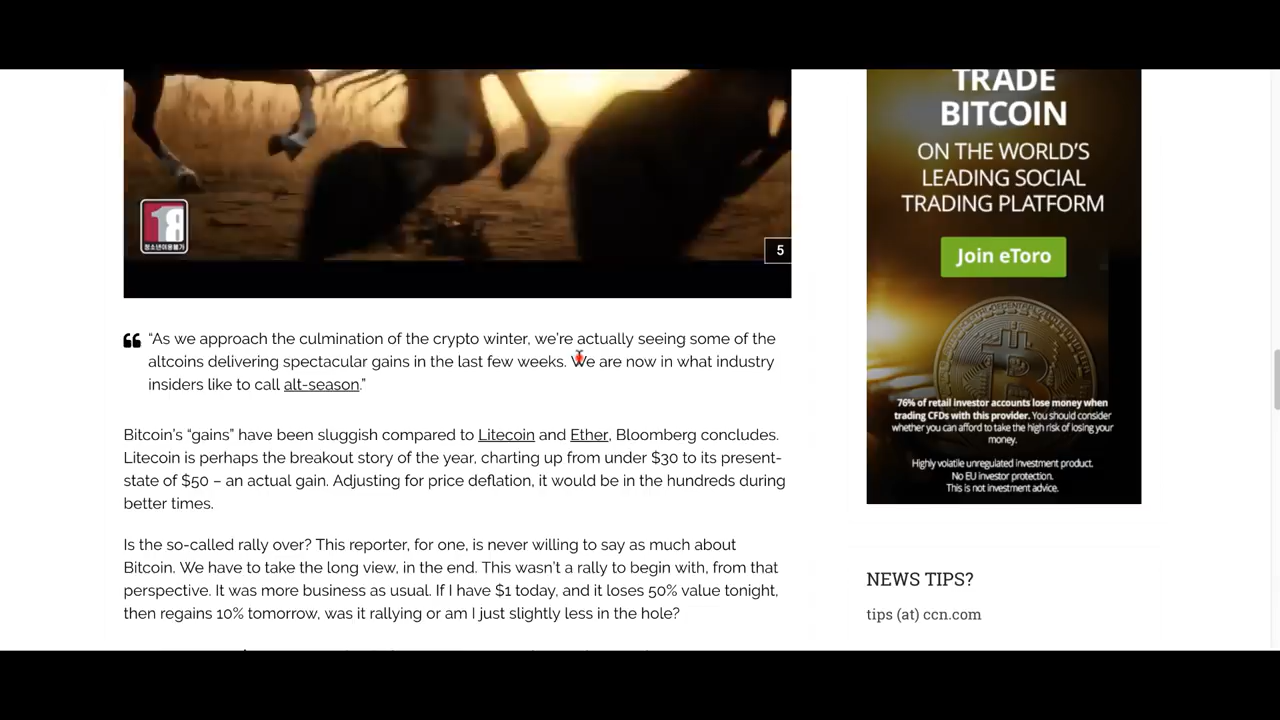 18
청소년이용불가
5
“As we approach the culmination of the crypto winter, we’re actually seeing some of the
altcoins delivering spectacular gains in the last few weeks. We are now in what industry
insiders like to call alt-season.”
Bitcoin’s “gains” have been sluggish compared to Litecoin and Ether, Bloomberg concludes.
Litecoin is perhaps the breakout story of the year, charting up from under $30 to its present-
state of $50 – an actual gain. Adjusting for price deflation, it would be in the hundreds during
better times.
Is the so-called rally over? This reporter, for one, is never willing to say as much about
Bitcoin. We have to take the long view, in the end. This wasn’t a rally to begin with, from that
perspective. It was more business as usual. If I have $1 today, and it loses 50% value tonight,
then regains 10% tomorrow, was it rallying or am I just slightly less in the hole?
TRADE
BITCOIN
ON THE WORLD’S
LEADING SOCIAL
TRADING PLATFORM
Join eToro
76% of retail investor accounts lose money when
trading CFDs with this provider. You should consider
whether you can afford to take the high risk of losing your
money.
Highly volatile unregulated investment product.
No EU investor protection.
This is not investment advice.
NEWS TIPS?
tips (at) ccn.com